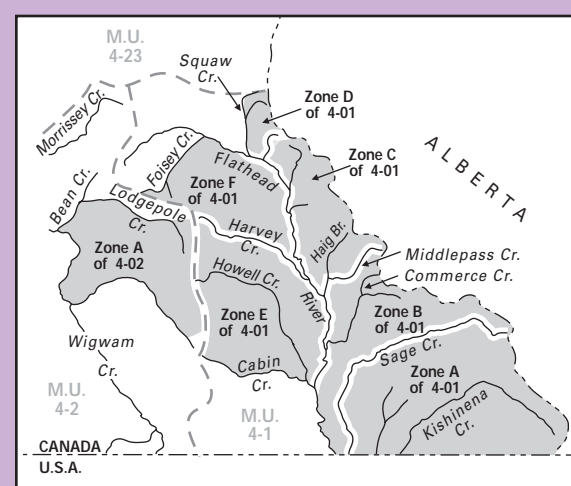 M.U.
4-23
Squaw
Cr.
Zone D
of 4-01
Morrissey Cr.
Foisey Cr.
Flathead
Zone C
of 4-01
ALBERTA
Bean Cr.
Zone F
of 4-01
Lodgepole
Cr.
Harvey
Cr.
Haig Br.
Zone A
of 4-02
Middlepass Cr.
Commerce Cr.
Howell Cr.
River
Zone B
of 4-01
Zone E
of 4-01
Sage Cr.
Wigwam
Cr.
Cabin
Cr.
Zone A
of 4-01
Kishinena
Cr.
M.U.
4-2
M.U.
4-1
CANADA
U.S.A.